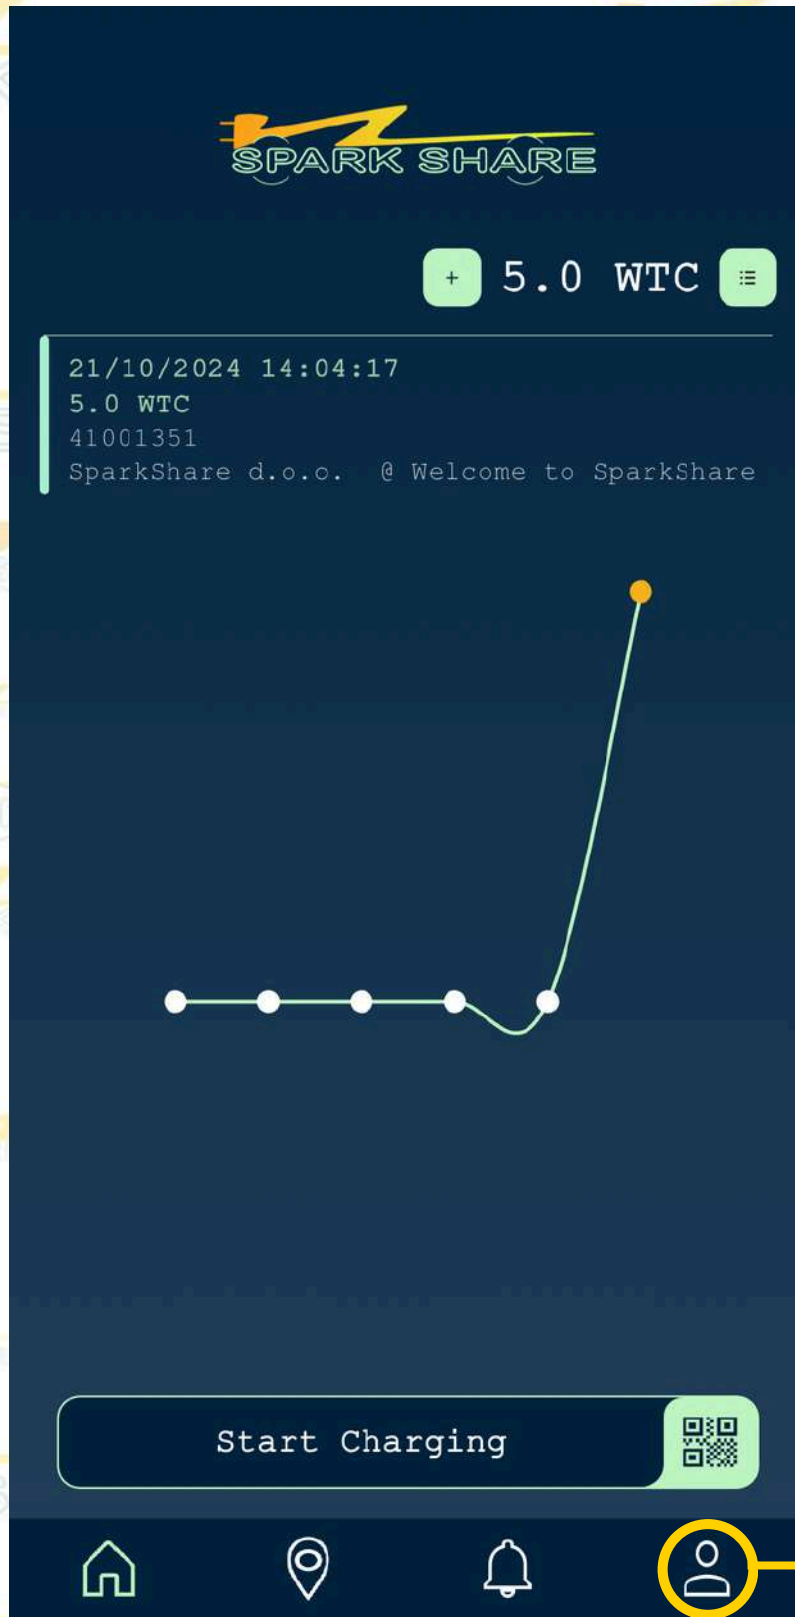 SPARK SHARE
+ 5.0 WTC
21/10/2024 14:04:17
5.0 WTC
41001351
SparkShare d.o.o. @ Welcome to SparkShare
Start Charging